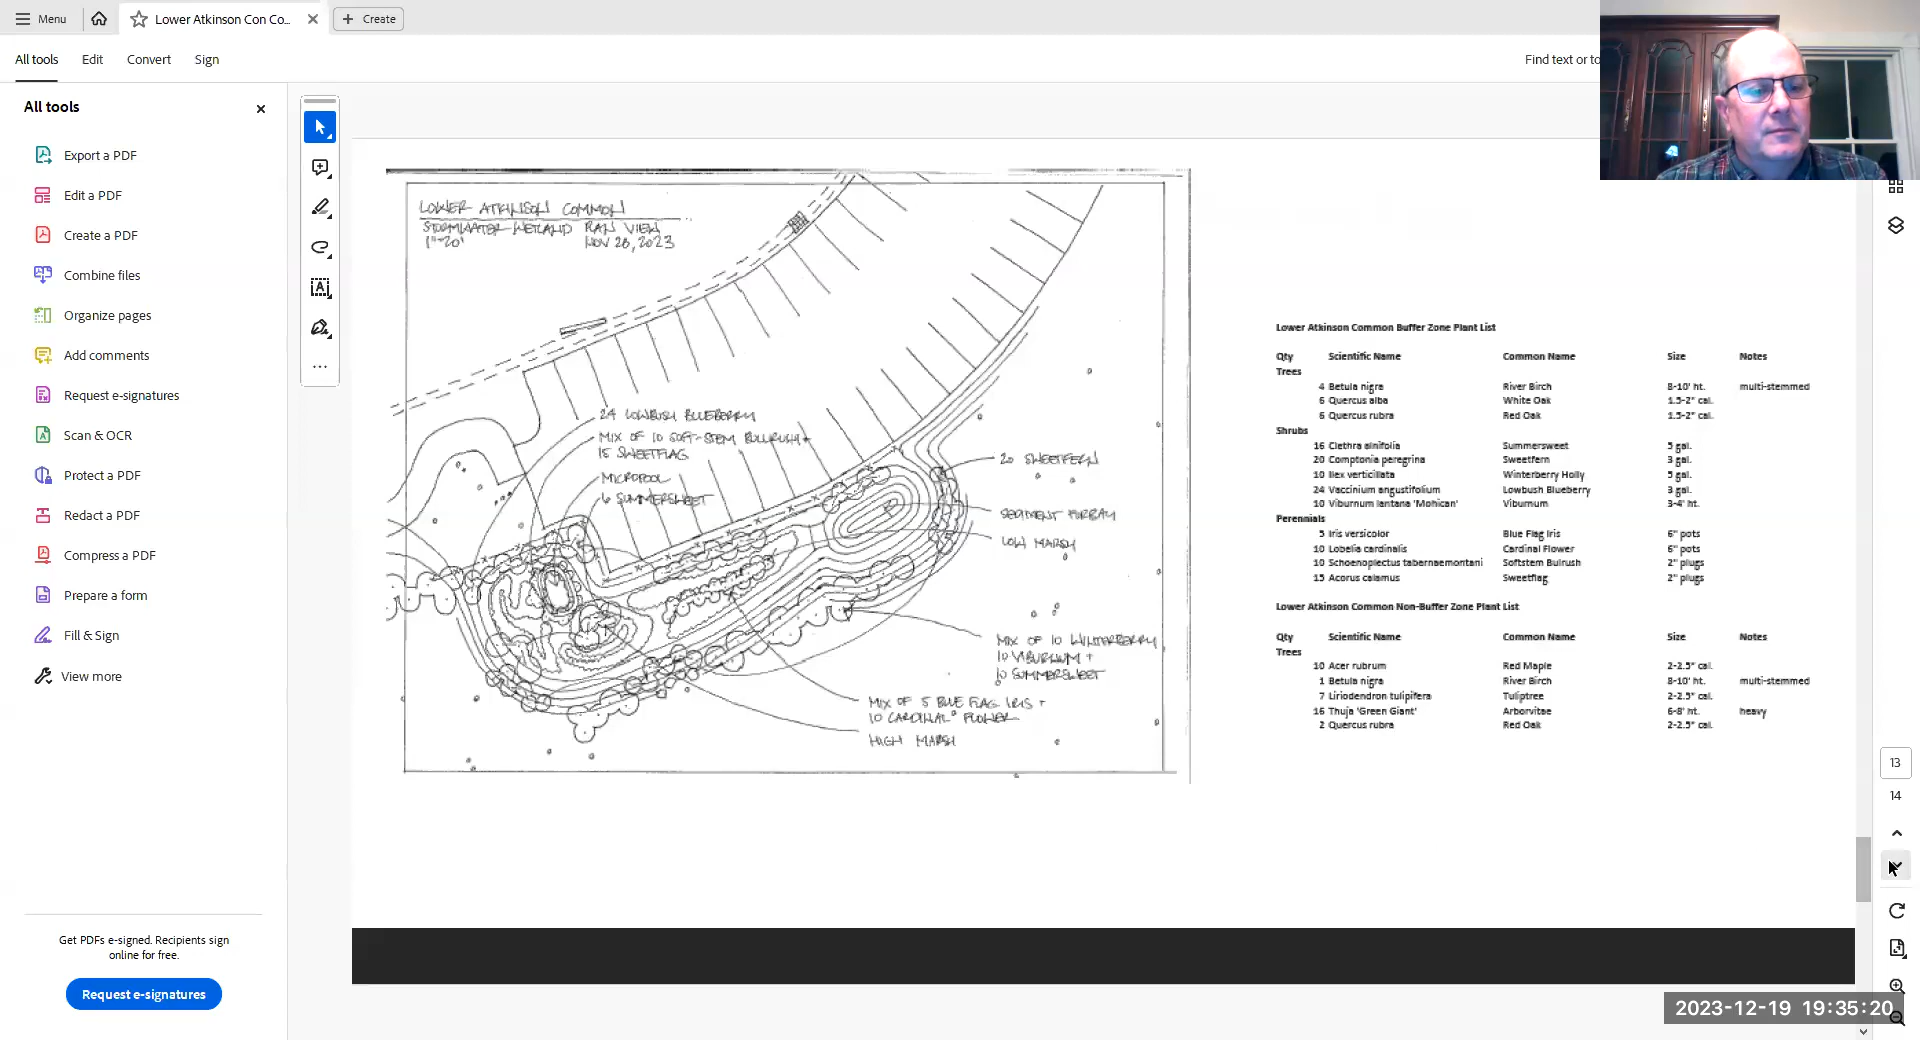 Menu
Lower Atkinson Con Co...
Create
All tools
Edit
Convert
Sign
Find text or to
All tools
Export a PDF
Edit a PDF
Create a PDF
Combine files
Organize pages
Add comments
Request e-signatures
Scan & OCR
Protect a PDF
Redact a PDF
Compress a PDF
Prepare a form
Fill & Sign
View more
Get PDFs e-signed. Recipients sign
online for free.
Request e-signatures
LOWER ATKINSON COMMON
STORMWATER WETLAND PLAN VIEW
1"=20' NOV 28, 2023
24 LOWBUSH BLUEBERRY
MIX OF 10 SOFT-STEM BULLRUSH +
15 SWEETFLAG
MICROPOOL
6 SUMMERSWEET
20 SWEETFERN
SEDIMENT FOREBAY
LOW MARSH
MIX OF 10 WINTERBERRY
10 VIBURNUM +
10 SUMMERSWEET
MIX OF 5 BLUE FLAG IRIS +
10 CARDINAL FLOWER
HIGH MARSH
Lower Atkinson Common Buffer Zone Plant List
Qty Scientific Name Common Name Size Notes
Trees
4 Betula nigra River Birch 8-10' ht. multi-stemmed
6 Quercus alba White Oak 1.5-2" cal.
6 Quercus rubra Red Oak 1.5-2" cal.
Shrubs
16 Clethra alnifolia Summersweet 5 gal.
20 Comptonia peregrina Sweetfern 3 gal.
10 Ilex verticillata Winterberry Holly 5 gal.
24 Vaccinium angustifolium Lowbush Blueberry 3 gal.
10 Viburnum lantana 'Mohican' Viburnum 3-4' ht.
Perennials
5 Iris versicolor Blue Flag Iris 6" pots
10 Lobelia cardinalis Cardinal Flower 6" pots
10 Schoenoplectus tabernaemontani Softstem Bulrush 2" plugs
15 Acorus calamus Sweetflag 2" plugs
Lower Atkinson Common Non-Buffer Zone Plant List
Qty Scientific Name Common Name Size Notes
Trees
10 Acer rubrum Red Maple 2-2.5" cal.
1 Betula nigra River Birch 8-10' ht. multi-stemmed
7 Liriodendron tulipifera Tuliptree 2-2.5" cal.
16 Thuja 'Green Giant' Arborvitae 6-8' ht. heavy
2 Quercus rubra Red Oak 2-2.5" cal.
13
14
2023-12-19 19:35:20